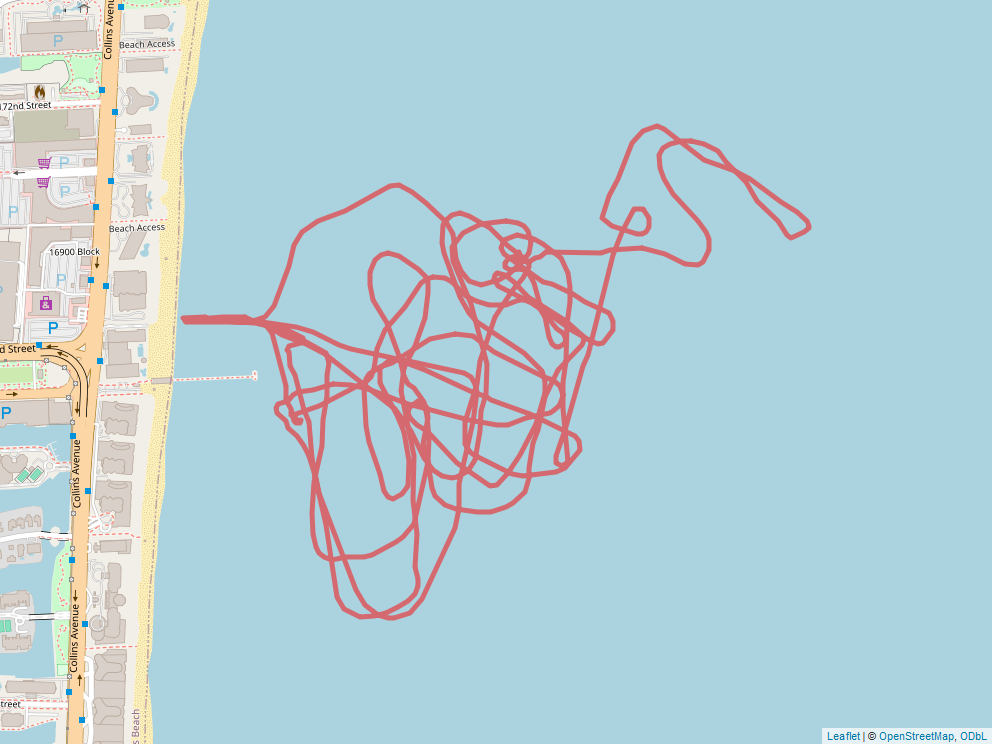 Collins Avenue
P
Beach Access
172nd Street
P
P
P
Beach Access
16900 Block
P
P
d Street
P
Collins Avenue
Collins Avenue
treet
s Beach
Leaflet | © OpenStreetMap, ODbL